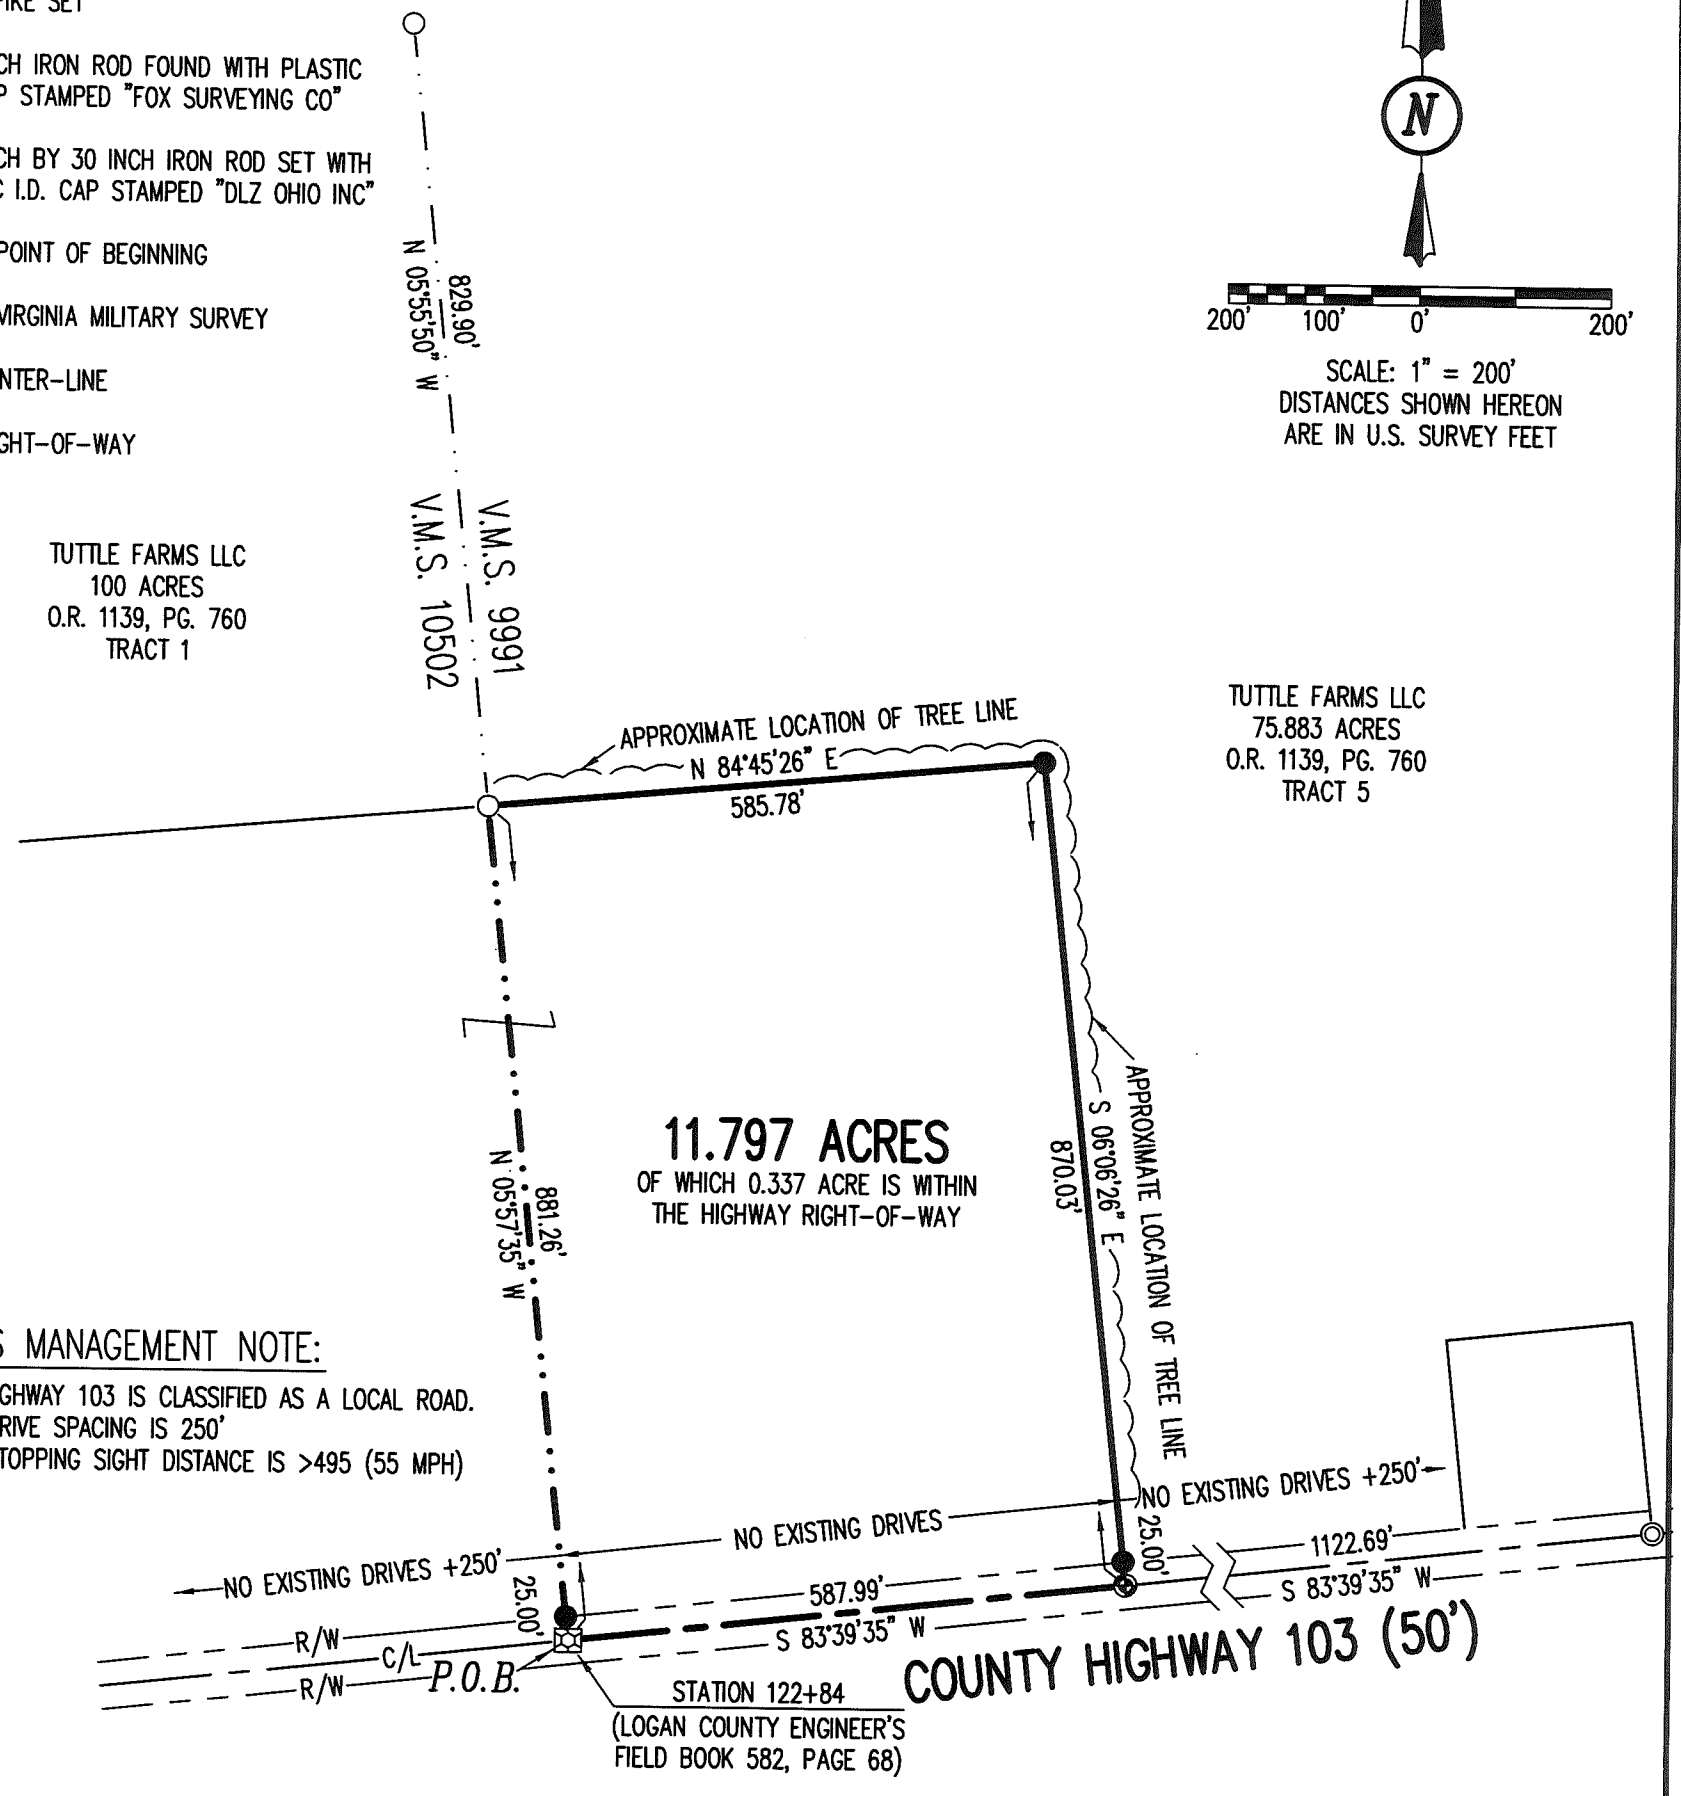 SET
IRON ROD FOUND WITH PLASTIC
STAMPED "FOX SURVEYING CO"
BY 30 INCH IRON ROD SET WITH
I.D. CAP STAMPED "DLZ OHIO INC"
POINT OF BEGINNING
VIRGINIA MILITARY SURVEY
NTER-LINE
GHT-OF-WAY
N
200' 100' 0' 200'
SCALE: 1" = 200'
DISTANCES SHOWN HEREON
ARE IN U.S. SURVEY FEET
829.90'
N 05°55'50" W
V.M.S. 9991
V.M.S. 10502
TUTTLE FARMS LLC
100 ACRES
O.R. 1139, PG. 760
TRACT 1
TUTTLE FARMS LLC
75.883 ACRES
O.R. 1139, PG. 760
TRACT 5
APPROXIMATE LOCATION OF TREE LINE
N 84°45'26" E
585.78'
APPROXIMATE LOCATION OF TREE LINE
S 06°06'26" E
870.03'
11.797 ACRES
OF WHICH 0.337 ACRE IS WITHIN
THE HIGHWAY RIGHT-OF-WAY
881.26'
N 05°57'35" W
S MANAGEMENT NOTE:
GHWAY 103 IS CLASSIFIED AS A LOCAL ROAD.
RIVE SPACING IS 250'
TOPPING SIGHT DISTANCE IS >495 (55 MPH)
NO EXISTING DRIVES +250'
NO EXISTING DRIVES
NO EXISTING DRIVES +250'
25.00'
25.00'
587.99'
S 83°39'35" W
1122.69'
S 83°39'35" W
R/W
C/L
R/W
P.O.B.
COUNTY HIGHWAY 103 (50')
STATION 122+84
(LOGAN COUNTY ENGINEER'S
FIELD BOOK 582, PAGE 68)